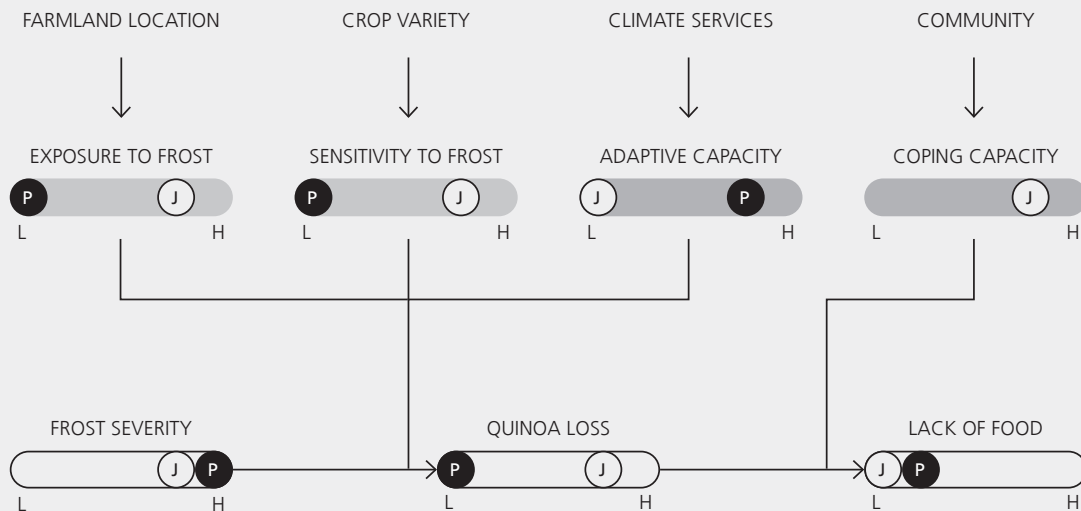 FARMLAND LOCATION
CROP VARIETY
CLIMATE SERVICES
COMMUNITY
EXPOSURE TO FROST
SENSITIVITY TO FROST
ADAPTIVE CAPACITY
COPING CAPACITY
P J
P J
J P
J
L H
L H
L H
L H
FROST SEVERITY
QUINOA LOSS
LACK OF FOOD
J P
P J
J P
L H
L H
L H